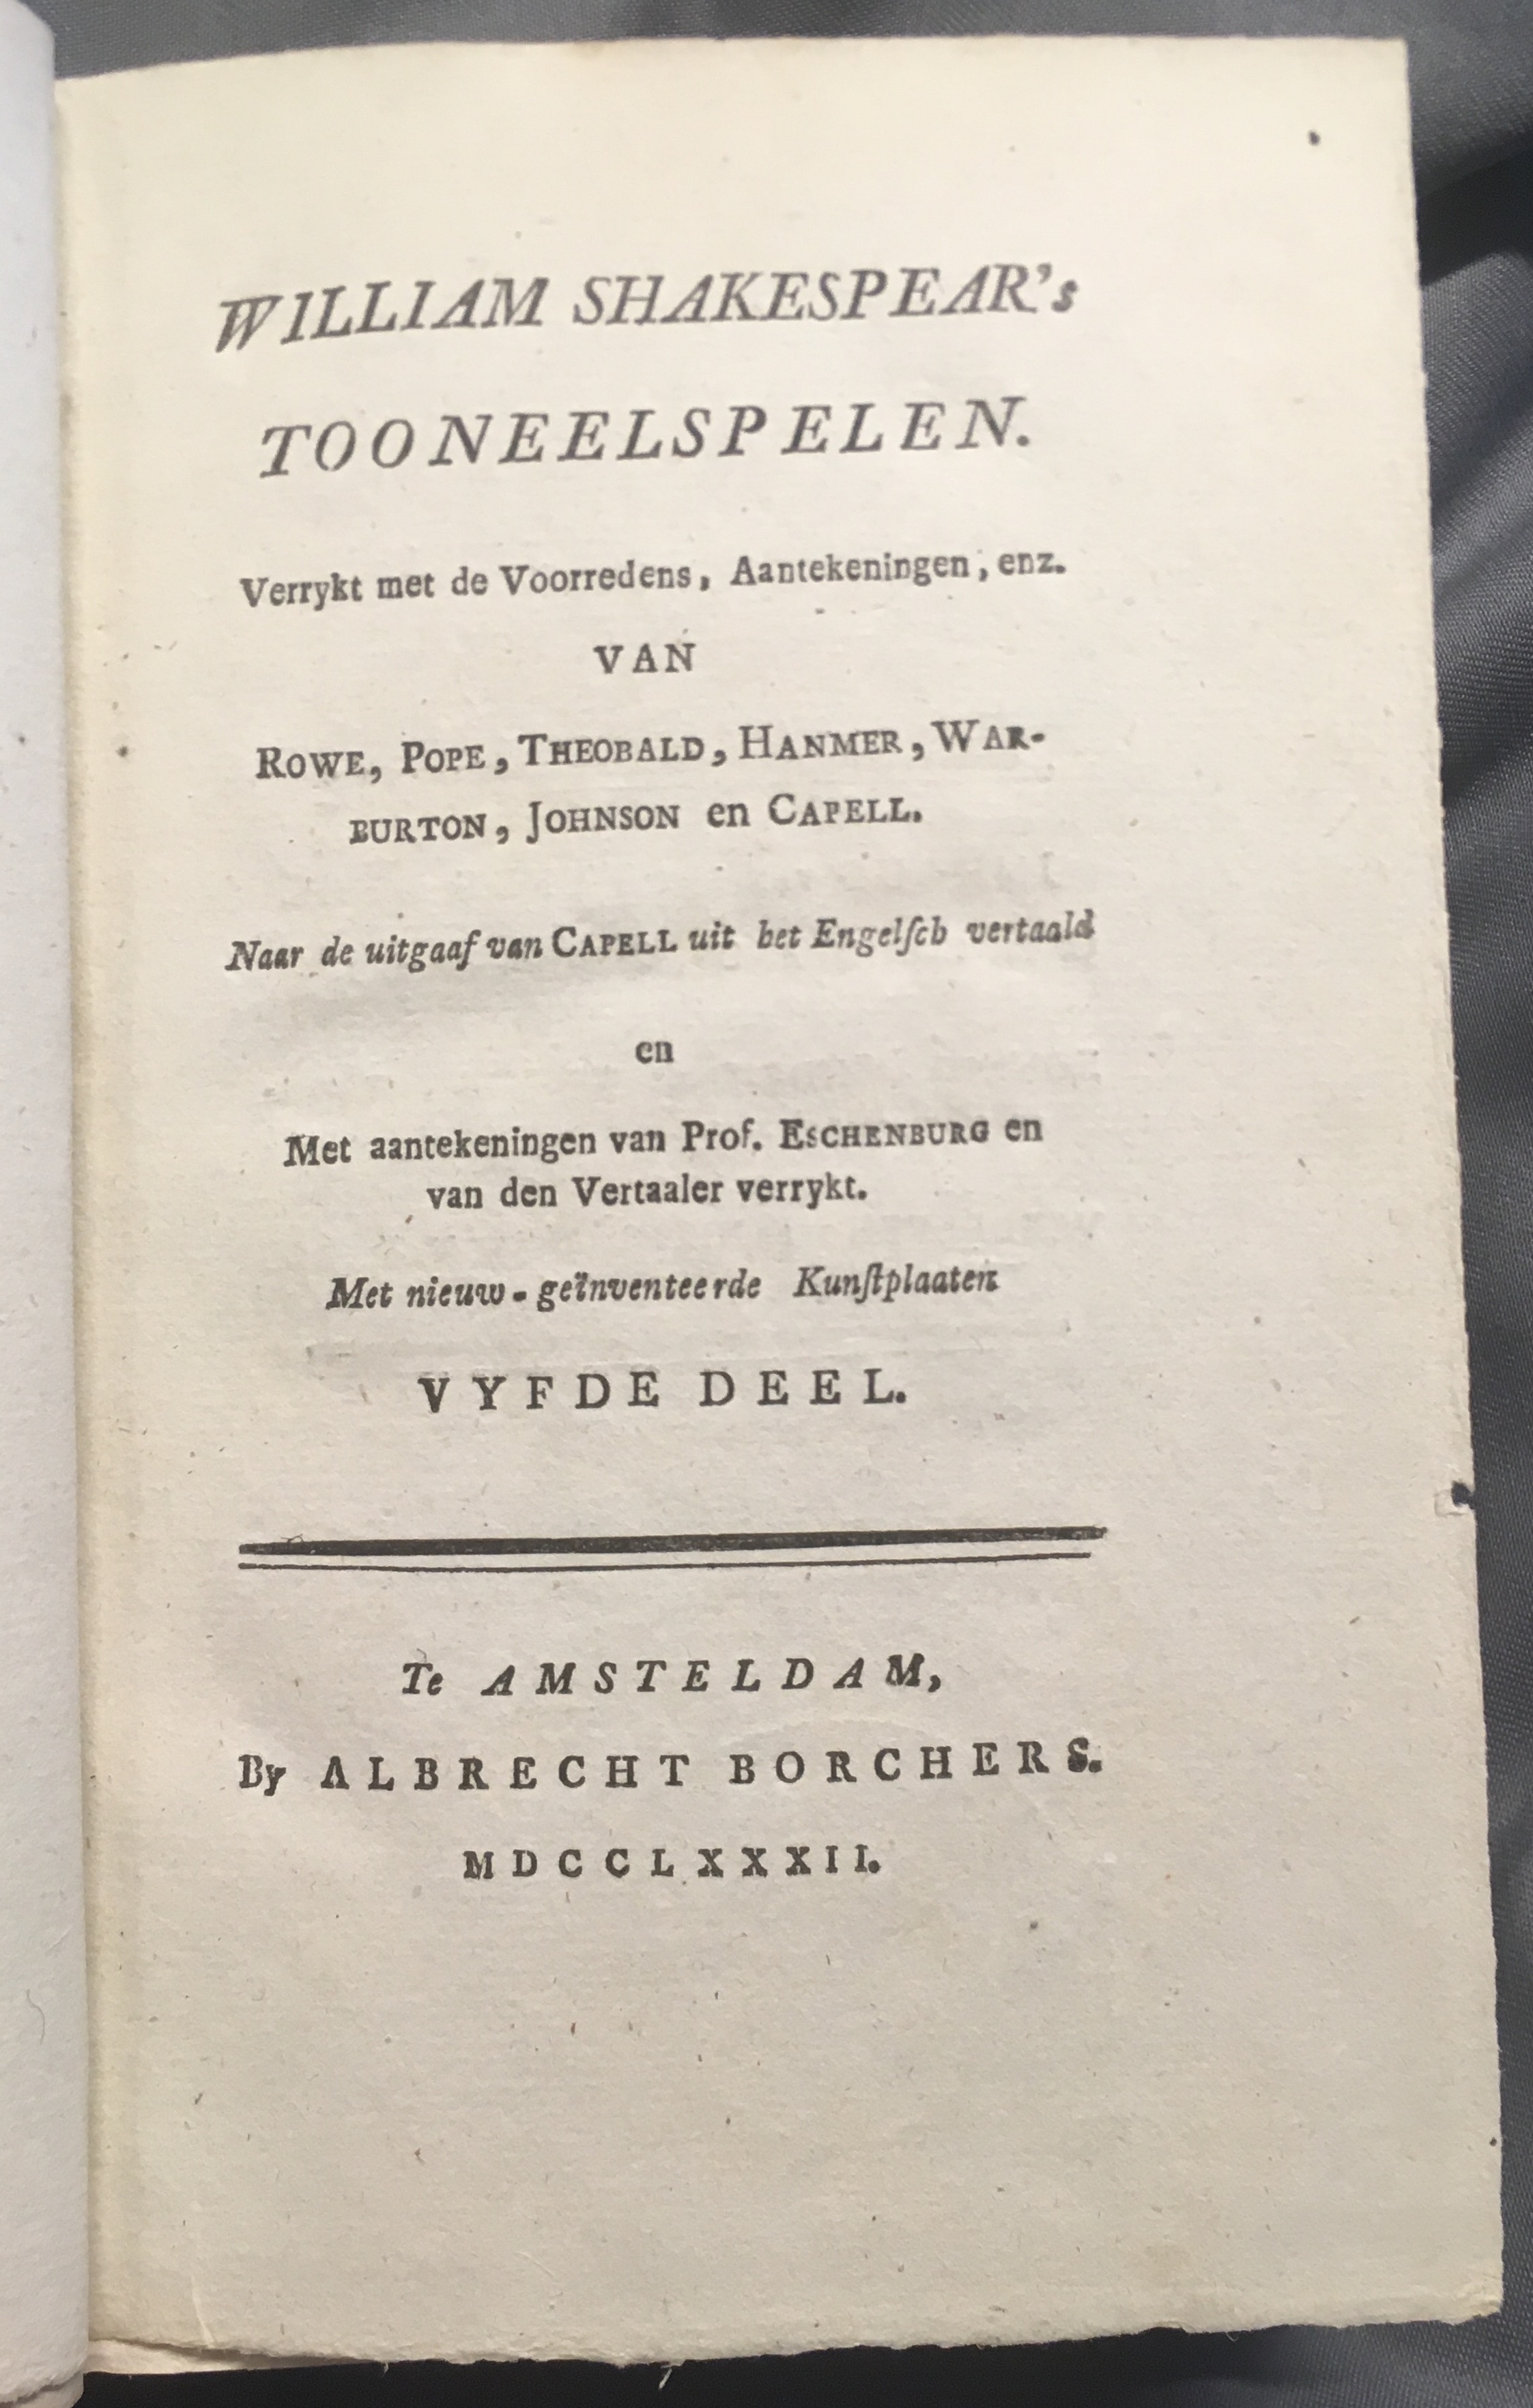 WILLIAM SHAKESPEAR's
TOONEELSPELEN.
Verrykt met de Voorredens, Aantekeningen, enz.
VAN
ROWE, POPE, THEOBALD, HANMER, WAR-
BURTON, JOHNSON en CAPELL.
Naar de uitgaaf van CAPELL uit het Engelſch vertaald
en
Met aantekeningen van Prof. ESCHENBURG en
van den Vertaaler verrykt.
Met nieuw-geïnventeerde Kunſtplaaten
VYFDE DEEL.
Te AMSTELDAM,
By ALBRECHT BORCHERS.
MDCCLXXXII.